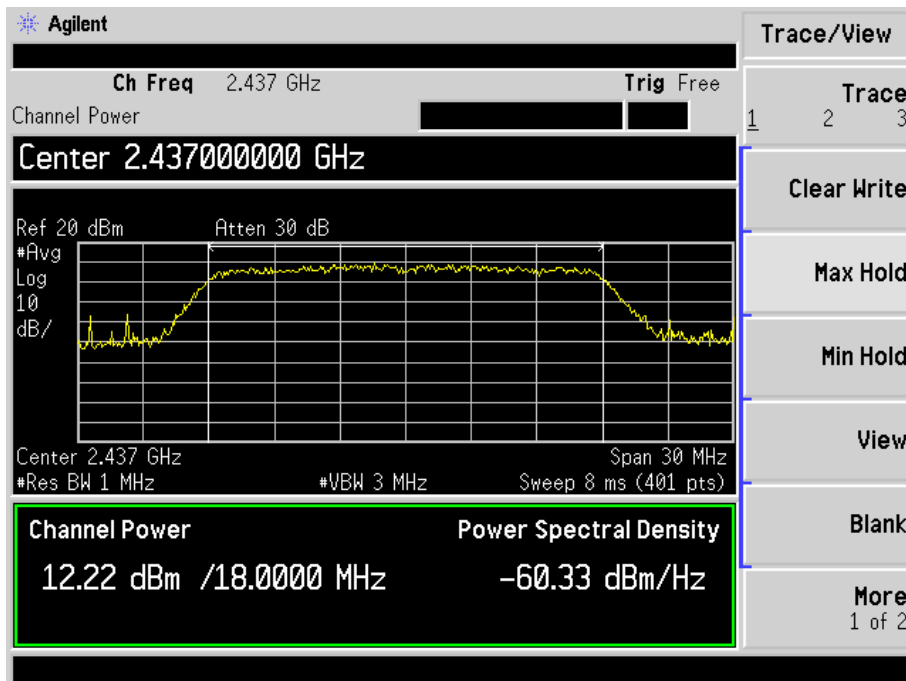 Agilent
Trace/View
Ch Freq 2.437 GHz Trig Free
Channel Power
Trace
1 2 3
Center 2.437000000 GHz
Clear Write
Ref 20 dBm Atten 30 dB
#Avg
Log
10
dB/
Max Hold
Min Hold
View
Center 2.437 GHz Span 30 MHz
#Res BW 1 MHz #VBW 3 MHz Sweep 8 ms (401 pts)
Channel Power Power Spectral Density
Blank
12.22 dBm /18.0000 MHz -60.33 dBm/Hz
More
1 of 2